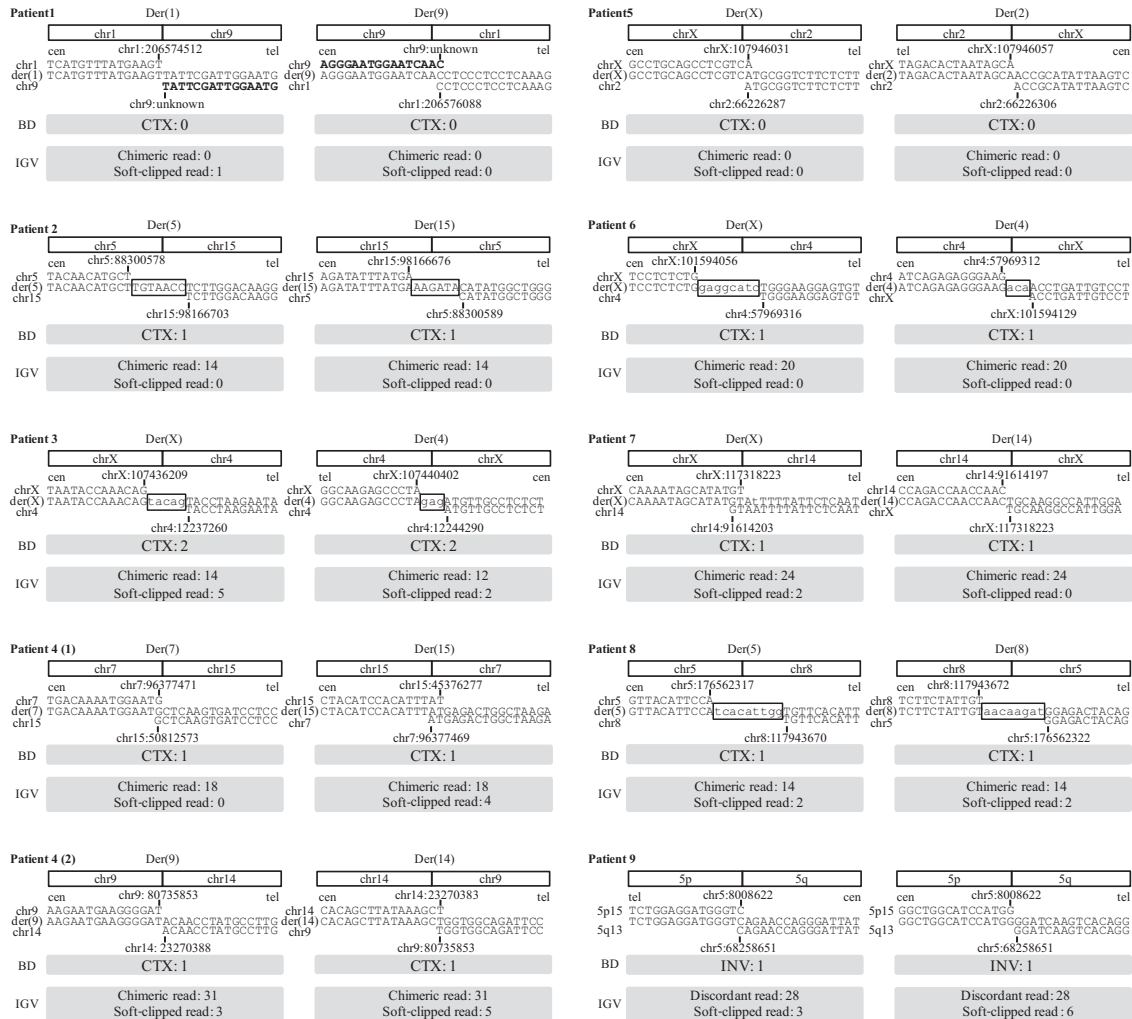 Patient1
Der(1)
chr1 chr9
cen chr1:206574512 tel
chr1 TCATGTTTATGAAGT
der(1) TCATGTTTATGAAGTTATTCGATTGGAATG
chr9 TATTCGATTGGAATG
chr9:unknown
BD CTX: 0
IGV Chimeric read: 0
Soft-clipped read: 1
Der(9)
chr9 chr1
cen chr9:unknown tel
chr9 AGGGAATGGAATCAAC
der(9) AGGGAATGGAATCAACCTCCCTCCTCAAAG
chr1 CCTCCCTCCTCAAAG
chr1:206576088
CTX: 0
Chimeric read: 0
Soft-clipped read: 0
Patient5
Der(X)
chrX chrX
cen chrX:107946031 tel
chrX GCCTGCAGCCTCGTCA
der(X) GCCTGCAGCCTCGTCATGCGGTCTTCTCTT
chr2 ATGCGGTCTTCTCTT
chr2:66226287
BD CTX: 0
IGV Chimeric read: 0
Soft-clipped read: 0
Der(2)
chr2 chrX
tel chrX:107946057 cen
chrX TAGACACTAATAGCA
der(2) TAGACACTAATAGCAACCGCATATTAAGTC
chr2 ACCGCATATTAAGTC
chr2:66226306
CTX: 0
Chimeric read: 0
Soft-clipped read: 0
Patient 2
Der(5)
chr5 chr15
cen chr5:88300578 tel
chr5 TACAACATGCT
der(5) TACAACATGCTTGTAACCTCTTGGACAAGG
chr15 TCTTGGACAAGG
chr15:98166703
BD CTX: 1
IGV Chimeric read: 14
Soft-clipped read: 0
Der(15)
chr15 chr5
cen chr15:98166676 tel
chr15 AGATATTTATGA
der(15) AGATATTTATGAAAGATACATATGGCTGGG
chr5 CATATGGCTGGG
chr5:88300589
CTX: 1
Chimeric read: 14
Soft-clipped read: 0
Patient 6
Der(X)
chrX chr4
cen chrX:101594056 tel
chrX TCCTCTCTG
der(X) TCCTCTCTGgaggcatcTGGGAAGGAGTGT
chr4 TGGGAAGGAGTGT
chr4:57969316
BD CTX: 1
IGV Chimeric read: 20
Soft-clipped read: 0
Der(4)
chr4 chrX
cen chr4:57969312 tel
chr4 ATCAGAGAGGGAAG
der(4) ATCAGAGAGGGAAGacaACCTGATTGTCCT
chrX ACCTGATTGTCCT
chrX:101594129
CTX: 1
Chimeric read: 20
Soft-clipped read: 0
Patient 3
Der(X)
chrX chr4
cen chrX:107436209 tel
chrX TAATACCAAACAG
der(X) TAATACCAAACAGtacagTACCTAAGAATA
chr4 TACCTAAGAATA
chr4:12237260
BD CTX: 2
IGV Chimeric read: 14
Soft-clipped read: 5
Der(4)
chr4 chrX
tel chrX:107440402 cen
chrX GGCAAGAGCCCTA
der(4) GGCAAGAGCCCTAgagATGTTGCCTCTCT
chr4 ATGTTGCCTCTCT
chr4:12244290
CTX: 2
Chimeric read: 12
Soft-clipped read: 2
Patient 7
Der(X)
chrX chr14
cen chrX:117318223 tel
chrX CAAAATAGCATATGT
der(X) CAAAATAGCATATGTAtTTTTATTCTCAAT
chr14 GTAATTTTATTCTCAAT
chr14:91614203
BD CTX: 1
IGV Chimeric read: 24
Soft-clipped read: 2
Der(14)
chr14 chrX
cen chr14:91614197 tel
chr14 CCAGACCAACCAAC
der(14) CCAGACCAACCAACTGCAAGGCCATTGGA
chrX TGCAAGGCCATTGGA
chrX:117318223
CTX: 1
Chimeric read: 24
Soft-clipped read: 0
Patient 4 (1)
Der(7)
chr7 chr15
cen chr7:96377471 tel
chr7 TGACAAAATGGAATG
der(7) TGACAAAATGGAATGCTCAAGTGATCCTCC
chr15 GCTCAAGTGATCCTCC
chr15:50812573
BD CTX: 1
IGV Chimeric read: 18
Soft-clipped read: 0
Der(15)
chr15 chr7
cen chr15:45376277 tel
chr15 CTACATCCACATTTAT
der(15) CTACATCCACATTTATGAGACTGGCTAAGA
chr7 ATGAGACTGGCTAAGA
chr7:96377469
CTX: 1
Chimeric read: 18
Soft-clipped read: 4
Patient 8
Der(5)
chr5 chr8
cen chr5:176562317 tel
chr5 GTTACATTCCA
der(5) GTTACATTCCAtcacattggTGTTCACATT
chr8 TGTTCACATT
chr8:117943670
BD CTX: 1
IGV Chimeric read: 14
Soft-clipped read: 2
Der(8)
chr8 chr5
cen chr8:117943672 tel
chr8 TCTTCTATTGT
der(8) TCTTCTATTGTaacaagatGGAGACTACAG
chr5 GGAGACTACAG
chr5:176562322
CTX: 1
Chimeric read: 14
Soft-clipped read: 2
Patient 4 (2)
Der(9)
chr9 chr14
cen chr9: 80735853 tel
chr9 AAGAATGAAGGGGAT
der(9) AAGAATGAAGGGGATACAACCTATGCCTTG
chr14 ACAACCTATGCCTTG
chr14: 23270388
BD CTX: 1
IGV Chimeric read: 31
Soft-clipped read: 3
Der(14)
chr14 chr9
cen chr14:23270383 tel
chr14 CACAGCTTATAAAGCT
der(14) CACAGCTTATAAAGCTGGTGGCAGATTCC
chr9 TGGTGGCAGATTCC
chr9:80735853
CTX: 1
Chimeric read: 31
Soft-clipped read: 5
Patient 9
5p 5q
tel chr5:8008622 cen
5p15 TCTGGAGGATGGGTC
TCTGGAGGATGGGTCAGAACCAGGGATTAT
5q13 CAGAACCAGGGATTAT
chr5:68258651
BD INV: 1
IGV Discordant read: 28
Soft-clipped read: 3
5p 5q
cen chr5:8008622 tel
5p15 GGCTGGCATCCATGG
GGCTGGCATCCATGGGGATCAAGTCACAGG
5q13 GGATCAAGTCACAGG
chr5:68258651
INV: 1
Discordant read: 28
Soft-clipped read: 6